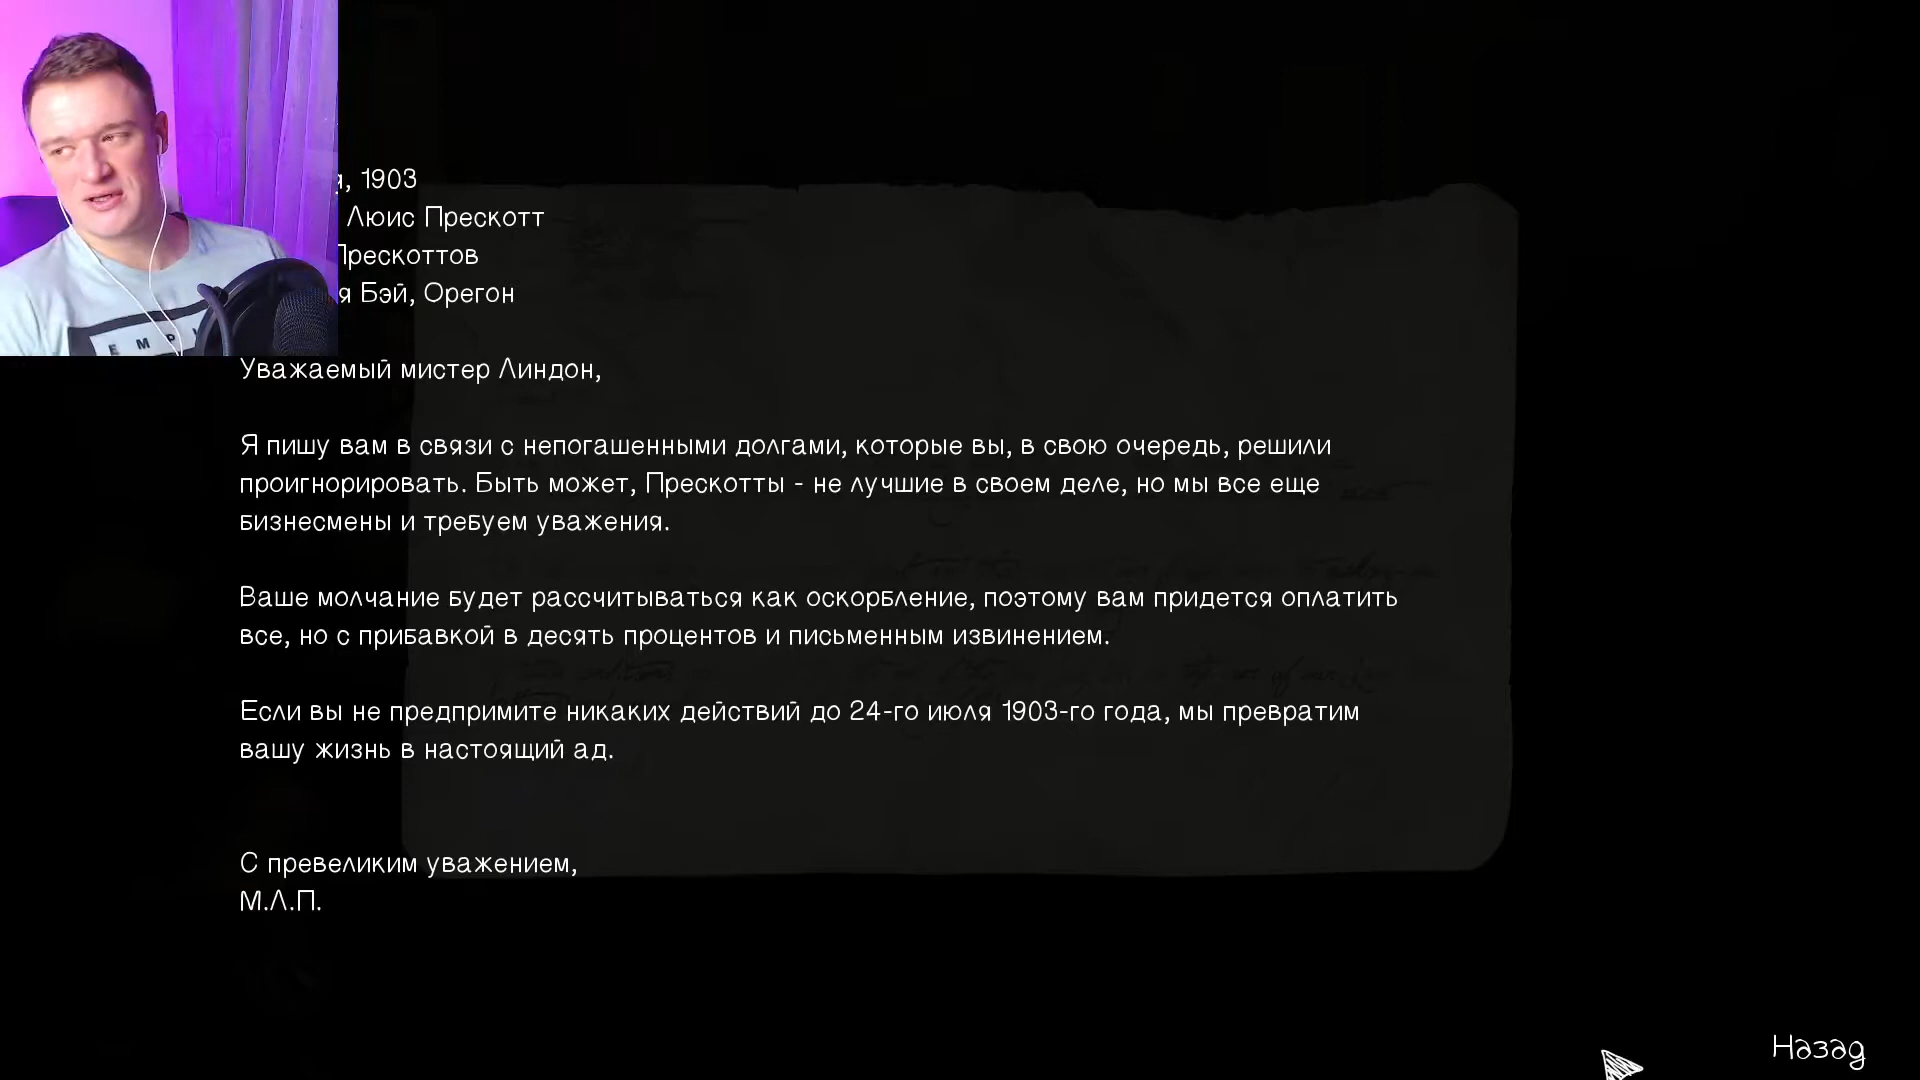 EMP
, 1903
Люис Прескотт
Прескоттов
Бэй, Орегон
Уважаемый мистер Линдон,
Я пишу вам в связи с непогашенными долгами, которые вы, в свою очередь, решили
проигнорировать. Быть может, Прескотты - не лучшие в своем деле, но мы все еще
бизнесмены и требуем уважения.
Ваше молчание будет рассчитываться как оскорбление, поэтому вам придется оплатить
все, но с прибавкой в десять процентов и письменным извинением.
Если вы не предпримите никаких действий до 24-го июля 1903-го года, мы превратим
вашу жизнь в настоящий ад.
С превеликим уважением,
М.Л.П.
Назад